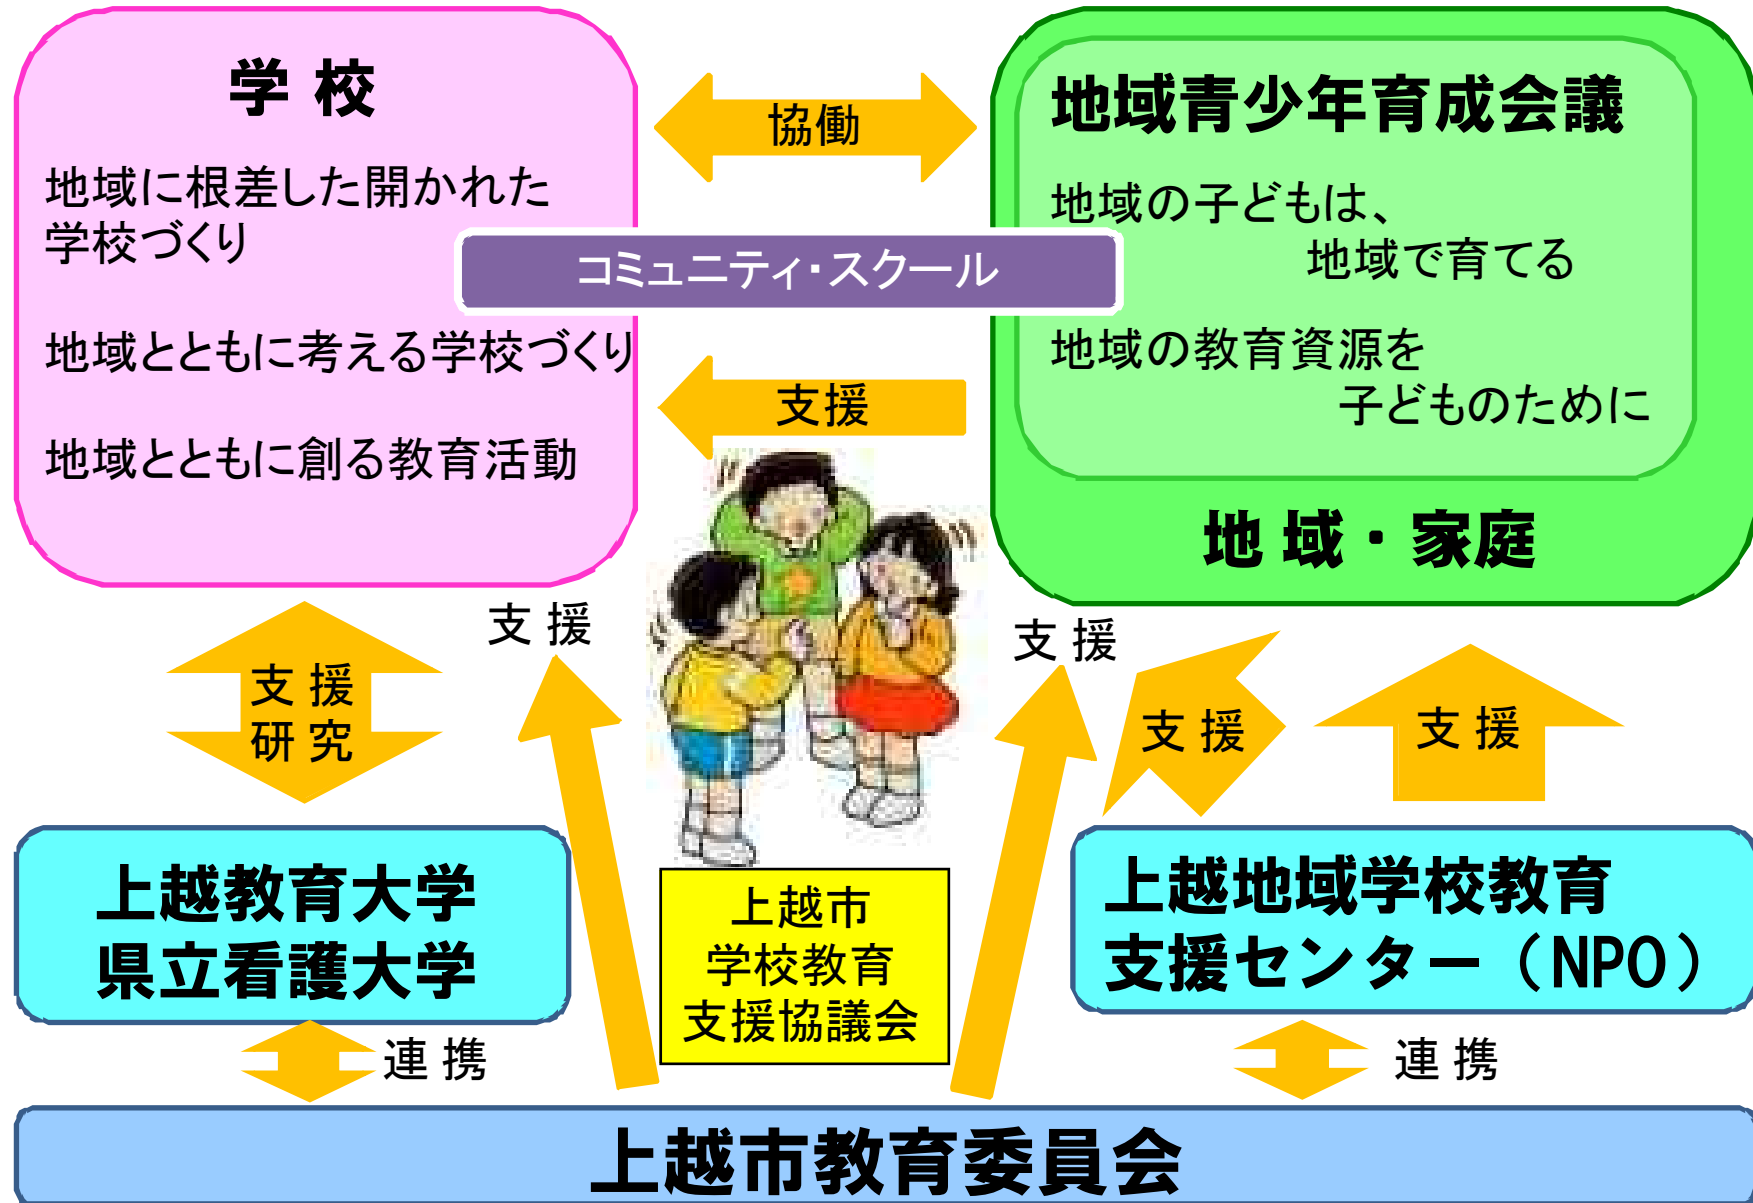 学 校
地域に根差した開かれた
学校づくり
地域とともに考える学校づくり
地域とともに創る教育活動
協働
コミュニティ・スクール
支援
地域青少年育成会議
地域の子どもは、
地域で育てる
地域の教育資源を
子どものために
地 域・家庭
支 援
研 究
支 援
支 援
支 援
支 援
上越教育大学
県立看護大学
上越市
学校教育
支援協議会
上越地域学校教育
支援センター（NPO）
連 携
連 携
上越市教育委員会